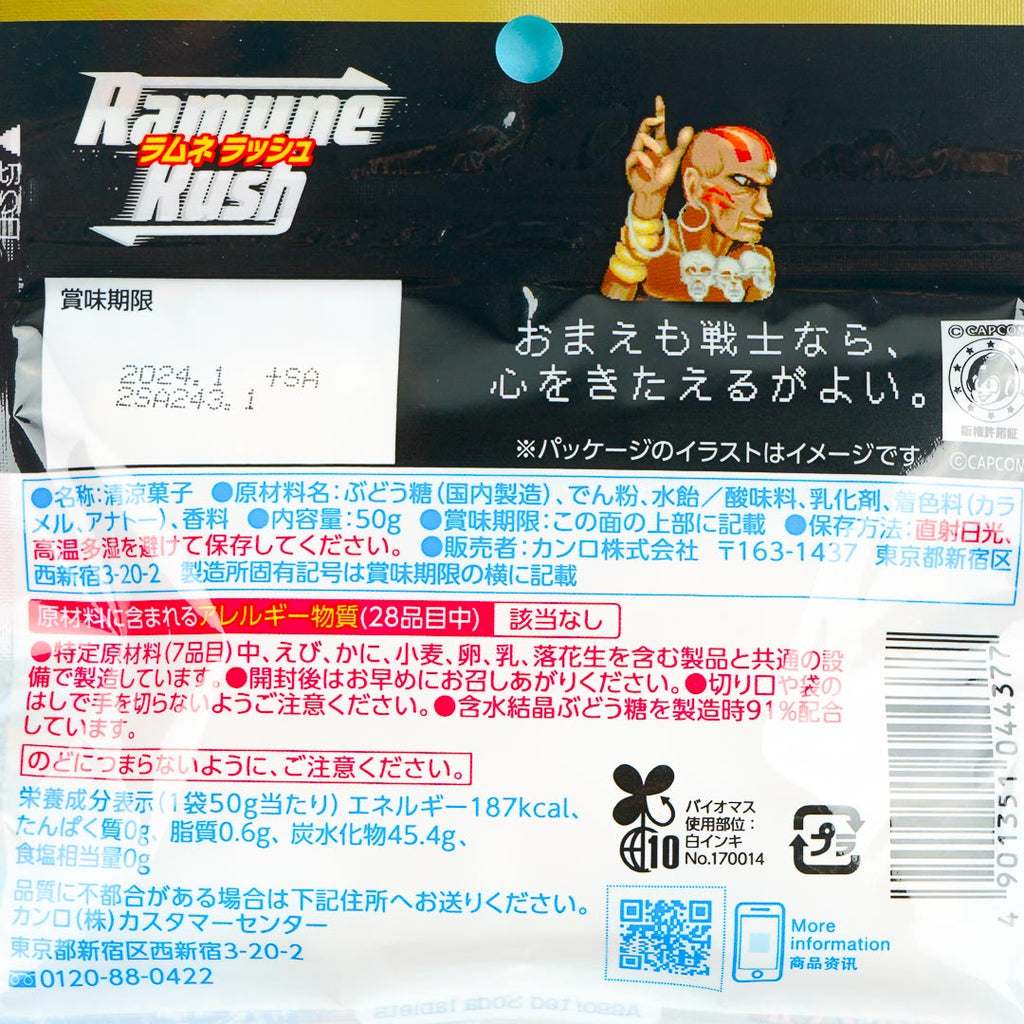 Ramune
ラムネ ラッシュ
Rush
賞味期限
2024.1 +SA
2SA243.1
おまえも戦士なら、
心をきたえるがよい。
©CAPCOM
版権許諾証
※パッケージのイラストはイメージです
©CAPCOM
●名称:清涼菓子 ●原材料名:ぶどう糖(国内製造)、でん粉、水飴/酸味料、乳化剤、着色料(カラ
メル、アナトー)、香料 ●内容量:50g ●賞味期限:この面の上部に記載 ●保存方法:直射日光、
高温多湿を避けて保存してください。 ●販売者:カンロ株式会社 〒163-1437 東京都新宿区
西新宿3-20-2 製造所固有記号は賞味期限の横に記載
原材料に含まれるアレルギー物質(28品目中) 該当なし
●特定原材料(7品目)中、えび、かに、小麦、卵、乳、落花生を含む製品と共通の設
備で製造しています。●開封後はお早めにお召しあがりください。●切り口や袋の
はしで手を切らないようご注意ください。●含水結晶ぶどう糖を製造時91%配合
しています。
のどにつまらないように、ご注意ください。
栄養成分表示(1袋50g当たり) エネルギー187kcal、
たんぱく質0g、脂質0.6g、炭水化物45.4g、
食塩相当量0g
品質に不都合がある場合は下記住所へお送りください。
カンロ(株)カスタマーセンター
東京都新宿区西新宿3-20-2
0120-88-0422
バイオマス
使用部位:
白インキ
No.170014
10
プラ
More
information
商品资讯
4 901351 044377